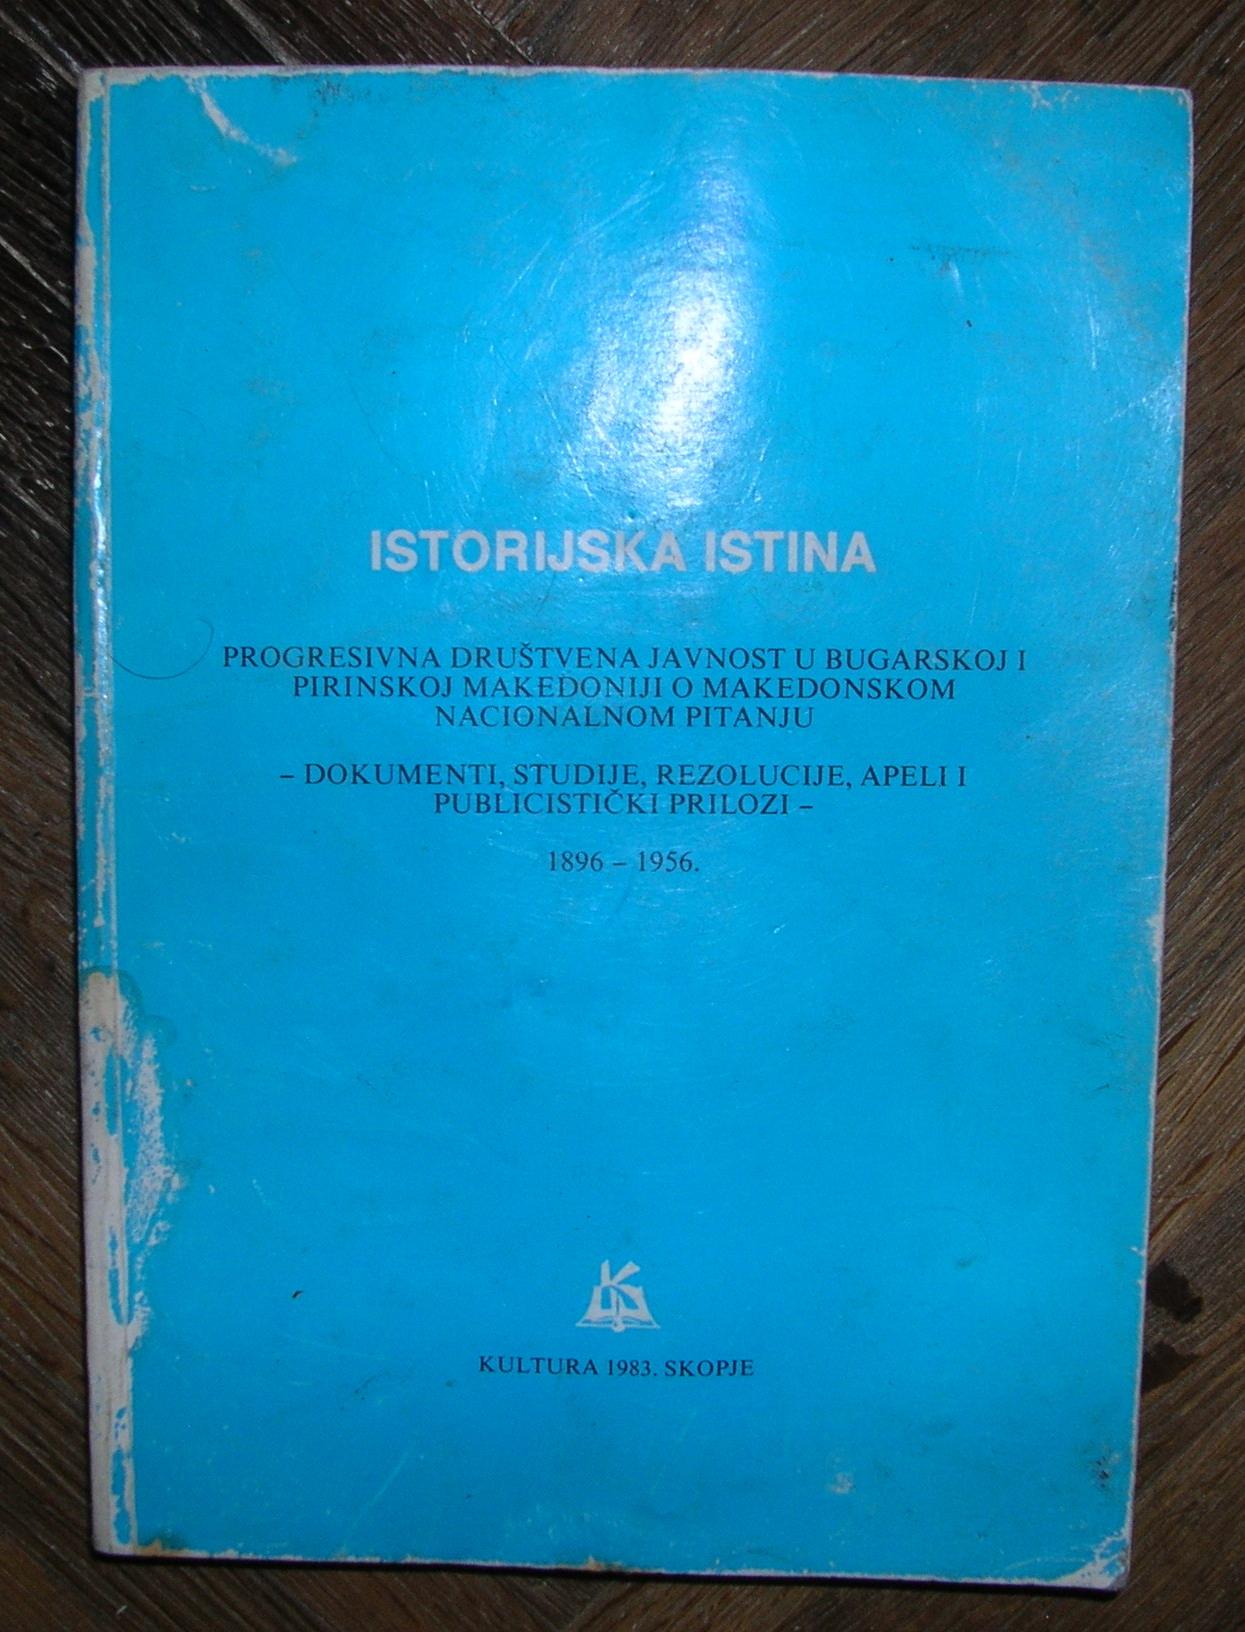 ISTORIJSKA ISTINA
PROGRESIVNA DRUŠTVENA JAVNOST U BUGARSKOJ I
PIRINSKOJ MAKEDONIJI O MAKEDONSKOM
NACIONALNOM PITANJU
– DOKUMENTI, STUDIJE, REZOLUCIJE, APELI I
PUBLICISTIČKI PRILOZI –
1896 – 1956.
K
KULTURA 1983. SKOPJE